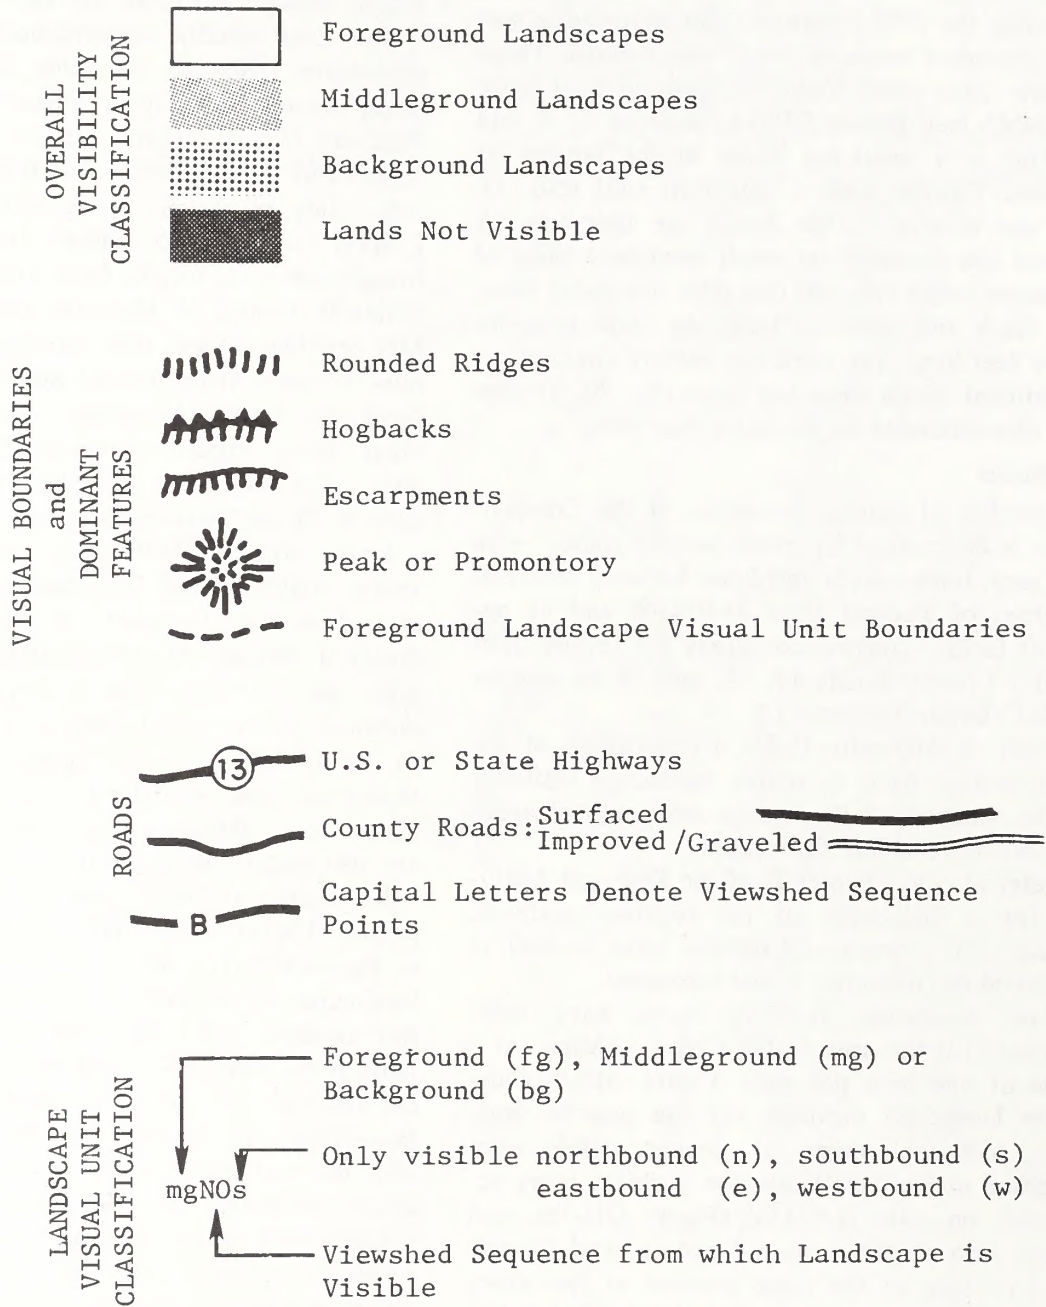 OVERALL
VISIBILITY
CLASSIFICATION
Foreground Landscapes
Middleground Landscapes
Background Landscapes
Lands Not Visible
VISUAL BOUNDARIES
and
DOMINANT
FEATURES
Rounded Ridges
Hogbacks
Escarpments
Peak or Promontory
Foreground Landscape Visual Unit Boundaries
ROADS
13
U.S. or State Highways
County Roads: Surfaced
Improved/Graveled
B
Capital Letters Denote Viewshed Sequence
Points
LANDSCAPE
VISUAL UNIT
CLASSIFICATION
Foreground (fg), Middleground (mg) or
Background (bg)
Only visible northbound (n), southbound (s)
eastbound (e), westbound (w)
mgNOs
Viewshed Sequence from which Landscape is
Visible